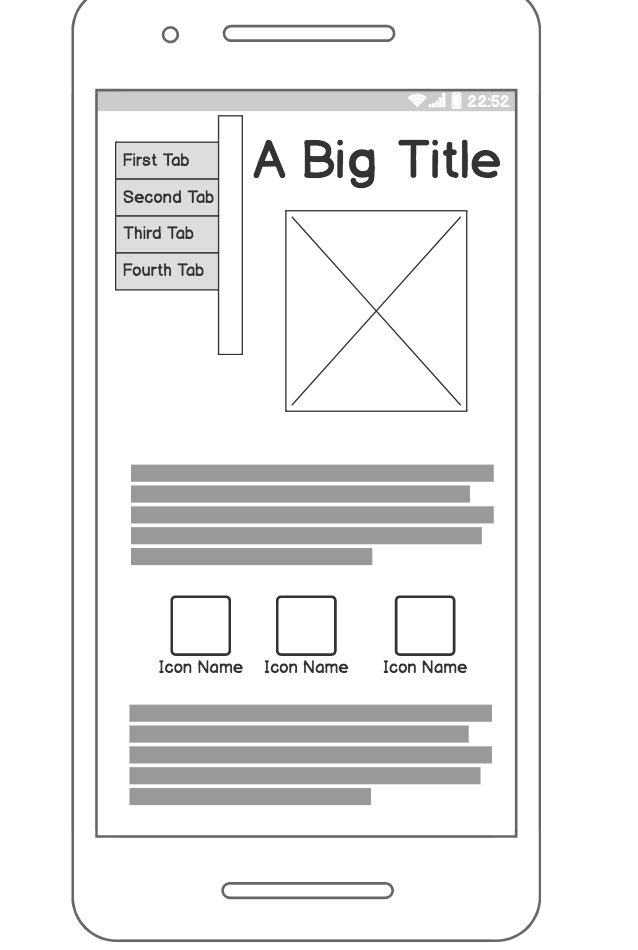 22:52
A Big Title
First Tab
Second Tab
Third Tab
Fourth Tab
Icon Name
Icon Name
Icon Name